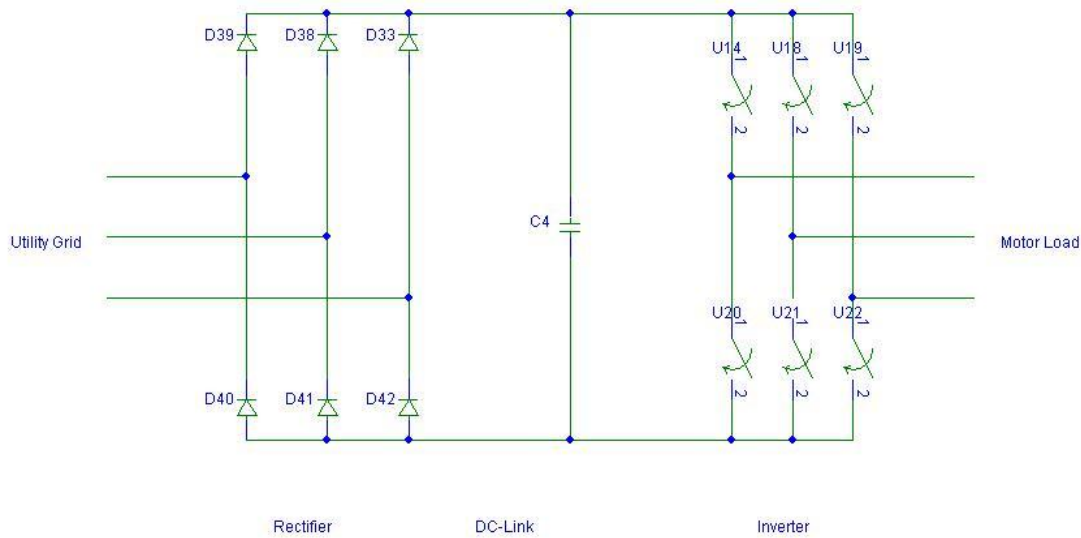 D39 D38 D33
U14 1 U18 1 U19 1
2 2 2
C4
Utility Grid
Motor Load
U20 1 U21 1 U22 1
D40 D41 D42
2 2 2
Rectifier DC-Link Inverter